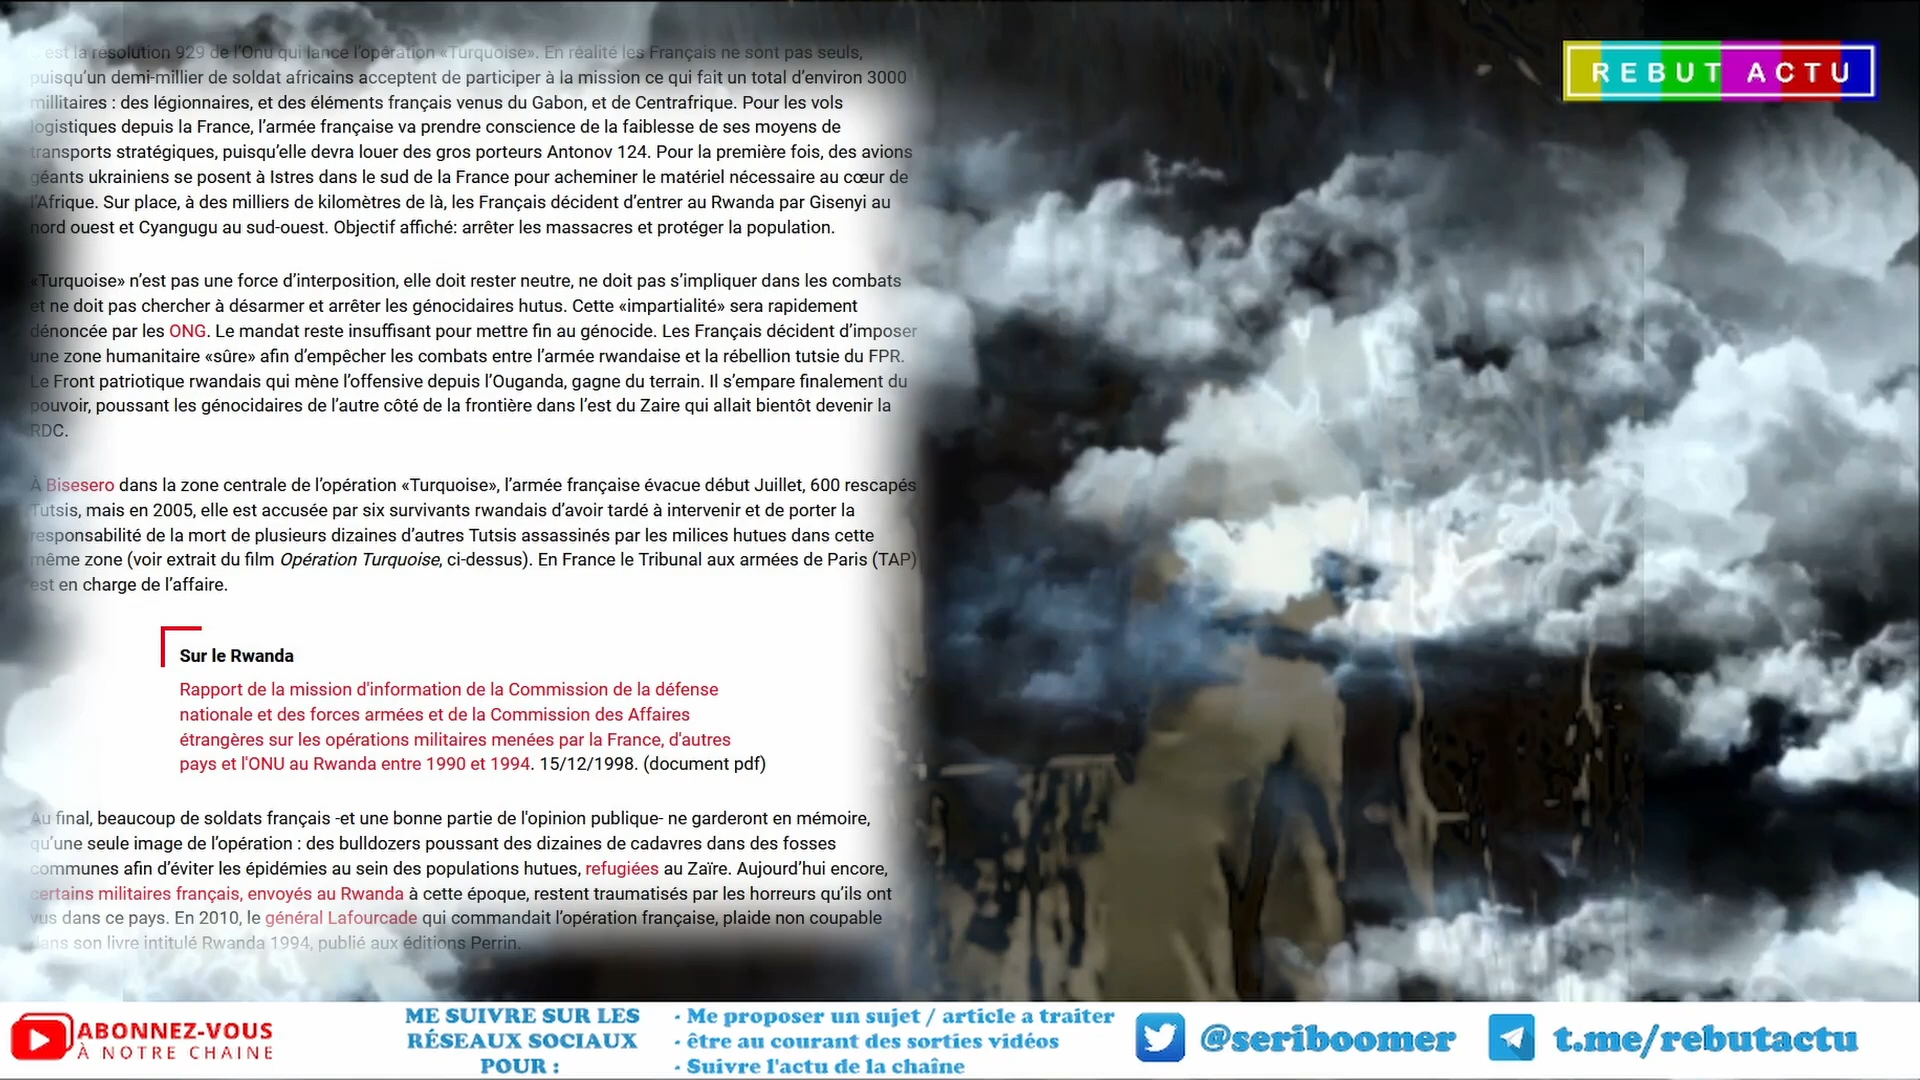 C'est la résolution 929 de l'Onu qui lance l'opération «Turquoise». En réalité les Français ne sont pas seuls,
puisqu'un demi-millier de soldat africains acceptent de participer à la mission ce qui fait un total d'environ 3000
millitaires : des légionnaires, et des éléments français venus du Gabon, et de Centrafrique. Pour les vols
logistiques depuis la France, l'armée française va prendre conscience de la faiblesse de ses moyens de
transports stratégiques, puisqu'elle devra louer des gros porteurs Antonov 124. Pour la première fois, des avions
géants ukrainiens se posent à Istres dans le sud de la France pour acheminer le matériel nécessaire au cœur de
l'Afrique. Sur place, à des milliers de kilomètres de là, les Français décident d'entrer au Rwanda par Gisenyi au
nord ouest et Cyangugu au sud-ouest. Objectif affiché: arrêter les massacres et protéger la population.
«Turquoise» n'est pas une force d'interposition, elle doit rester neutre, ne doit pas s'impliquer dans les combats
et ne doit pas chercher à désarmer et arrêter les génocidaires hutus. Cette «impartialité» sera rapidement
dénoncée par les ONG. Le mandat reste insuffisant pour mettre fin au génocide. Les Français décident d'imposer
une zone humanitaire «sûre» afin d'empêcher les combats entre l'armée rwandaise et la rébellion tutsie du FPR.
Le Front patriotique rwandais qui mène l'offensive depuis l'Ouganda, gagne du terrain. Il s'empare finalement du
pouvoir, poussant les génocidaires de l'autre côté de la frontière dans l'est du Zaire qui allait bientôt devenir la
RDC.
À Bisesero dans la zone centrale de l'opération «Turquoise», l'armée française évacue début Juillet, 600 rescapés
Tutsis, mais en 2005, elle est accusée par six survivants rwandais d'avoir tardé à intervenir et de porter la
responsabilité de la mort de plusieurs dizaines d'autres Tutsis assassinés par les milices hutues dans cette
même zone (voir extrait du film Opération Turquoise, ci-dessus). En France le Tribunal aux armées de Paris (TAP)
est en charge de l'affaire.
Sur le Rwanda
Rapport de la mission d'information de la Commission de la défense
nationale et des forces armées et de la Commission des Affaires
étrangères sur les opérations militaires menées par la France, d'autres
pays et l'ONU au Rwanda entre 1990 et 1994. 15/12/1998. (document pdf)
Au final, beaucoup de soldats français -et une bonne partie de l'opinion publique- ne garderont en mémoire,
qu'une seule image de l'opération : des bulldozers poussant des dizaines de cadavres dans des fosses
communes afin d'éviter les épidémies au sein des populations hutues, refugiées au Zaïre. Aujourd'hui encore,
certains militaires français, envoyés au Rwanda à cette époque, restent traumatisés par les horreurs qu'ils ont
vus dans ce pays. En 2010, le général Lafourcade qui commandait l'opération française, plaide non coupable
dans son livre intitulé Rwanda 1994, publié aux éditions Perrin.
REBUT ACTU
ABONNEZ-VOUS
À NOTRE CHAINE
ME SUIVRE SUR LES
RÉSEAUX SOCIAUX
POUR :
- Me proposer un sujet / article a traiter
- être au courant des sorties vidéos
- Suivre l'actu de la chaîne
@seriboomer
t.me/rebutactu